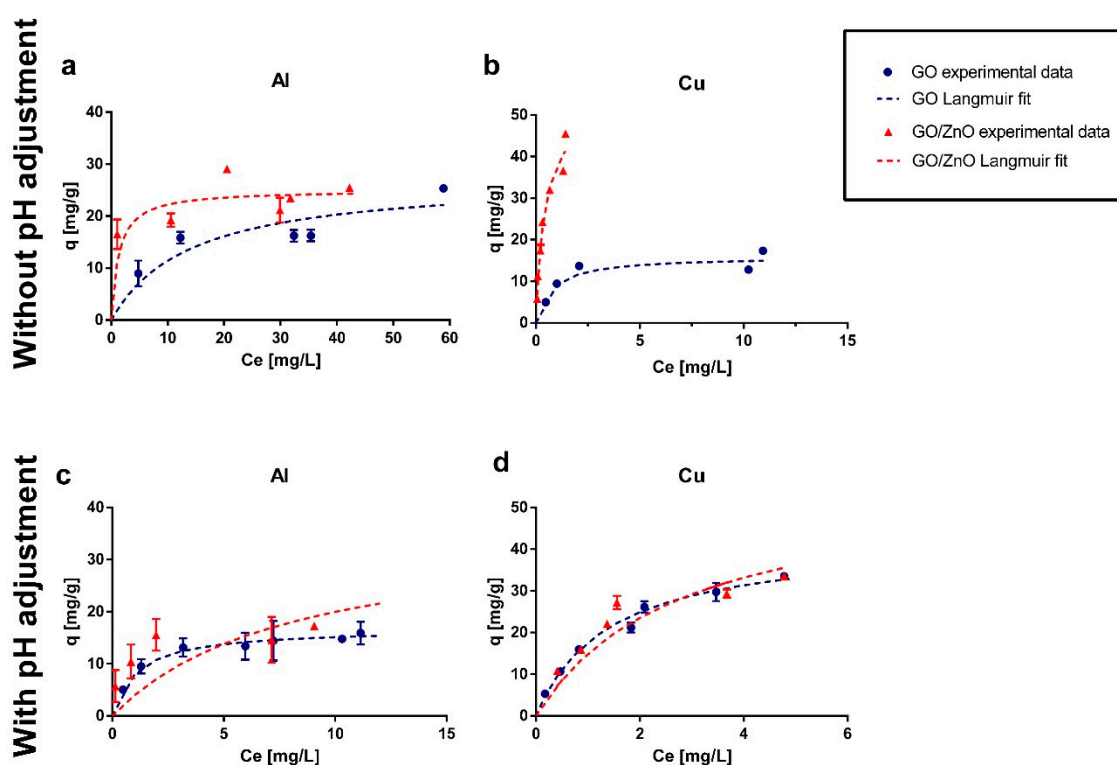 Without pH adjustment
a
Al
q [mg/g]
40
30
20
10
0
0 10 20 30 40 50 60
Ce [mg/L]
b
Cu
q [mg/g]
50
40
30
20
10
0
0 5 10 15
Ce [mg/L]
GO experimental data
GO Langmuir fit
GO/ZnO experimental data
GO/ZnO Langmuir fit
With pH adjustment
c
Al
q [mg/g]
40
30
20
10
0
0 5 10 15
Ce [mg/L]
d
Cu
q [mg/g]
50
40
30
20
10
0
0 2 4 6
Ce [mg/L]